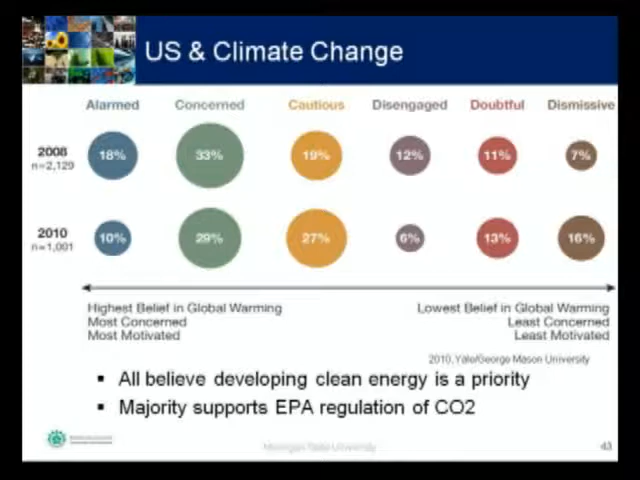 US & Climate Change
Alarmed Concerned Cautious Disengaged Doubtful Dismissive
2008 18% 33% 19% 12% 11% 7%
n=2,129
2010 10% 29% 27% 6% 13% 16%
n=1,001
Highest Belief in Global Warming Lowest Belief in Global Warming
Most Concerned Least Concerned
Most Motivated Least Motivated
2010, Yale/George Mason University
▪ All believe developing clean energy is a priority
▪ Majority supports EPA regulation of CO2
Michigan State University 43